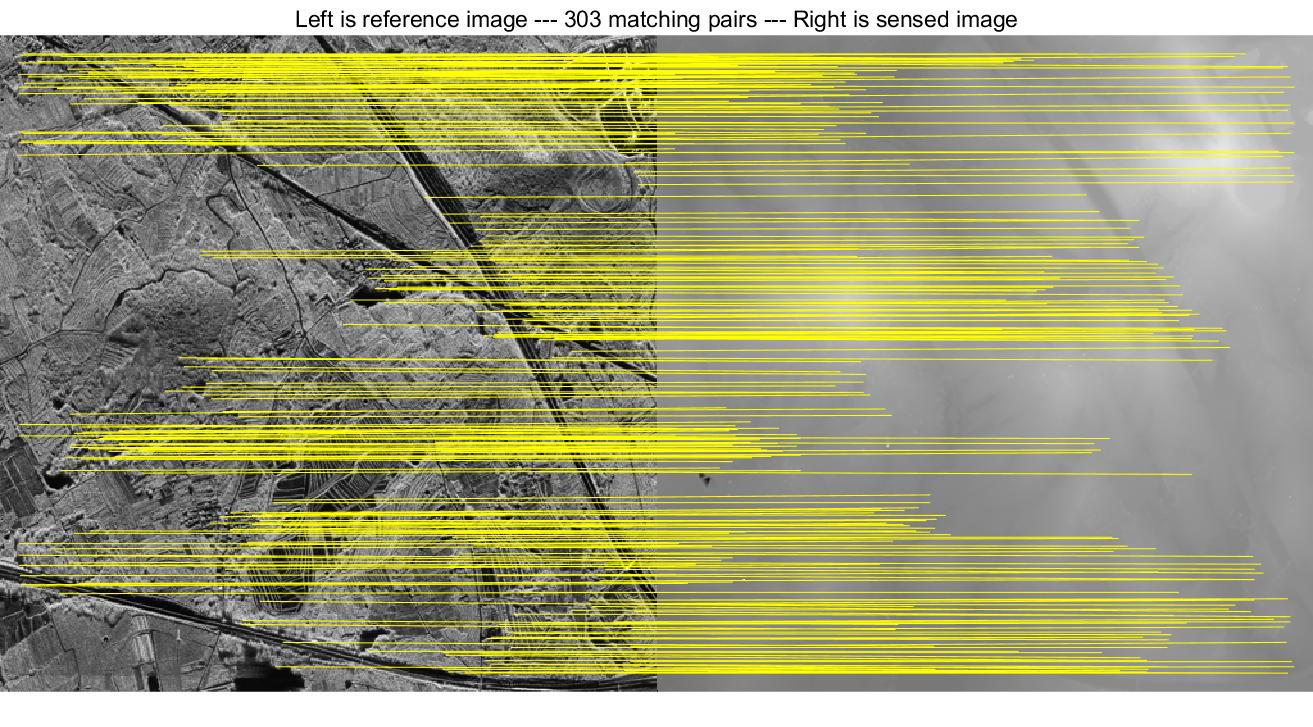 Left is reference image --- 303 matching pairs --- Right is sensed image